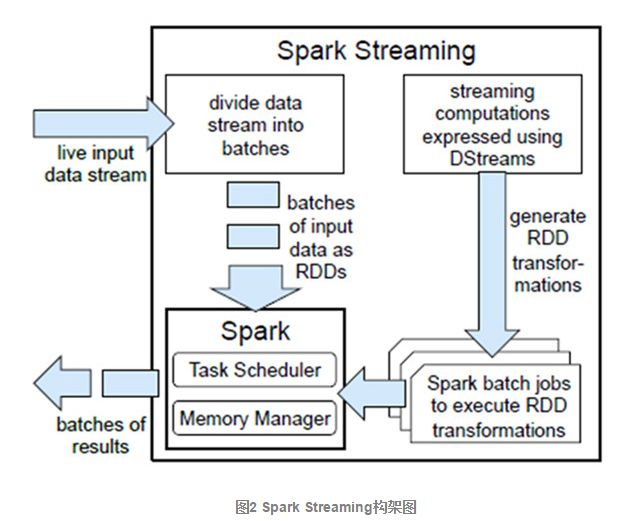 Spark Streaming
divide data
stream into
batches
streaming
computations
expressed using
DStreams
live input
data stream
batches
of input
data as
RDDs
generate
RDD
transfor-
mations
Spark
Task Scheduler
Memory Manager
Spark batch jobs
to execute RDD
transformations
batches of
results
图2 Spark Streaming构架图